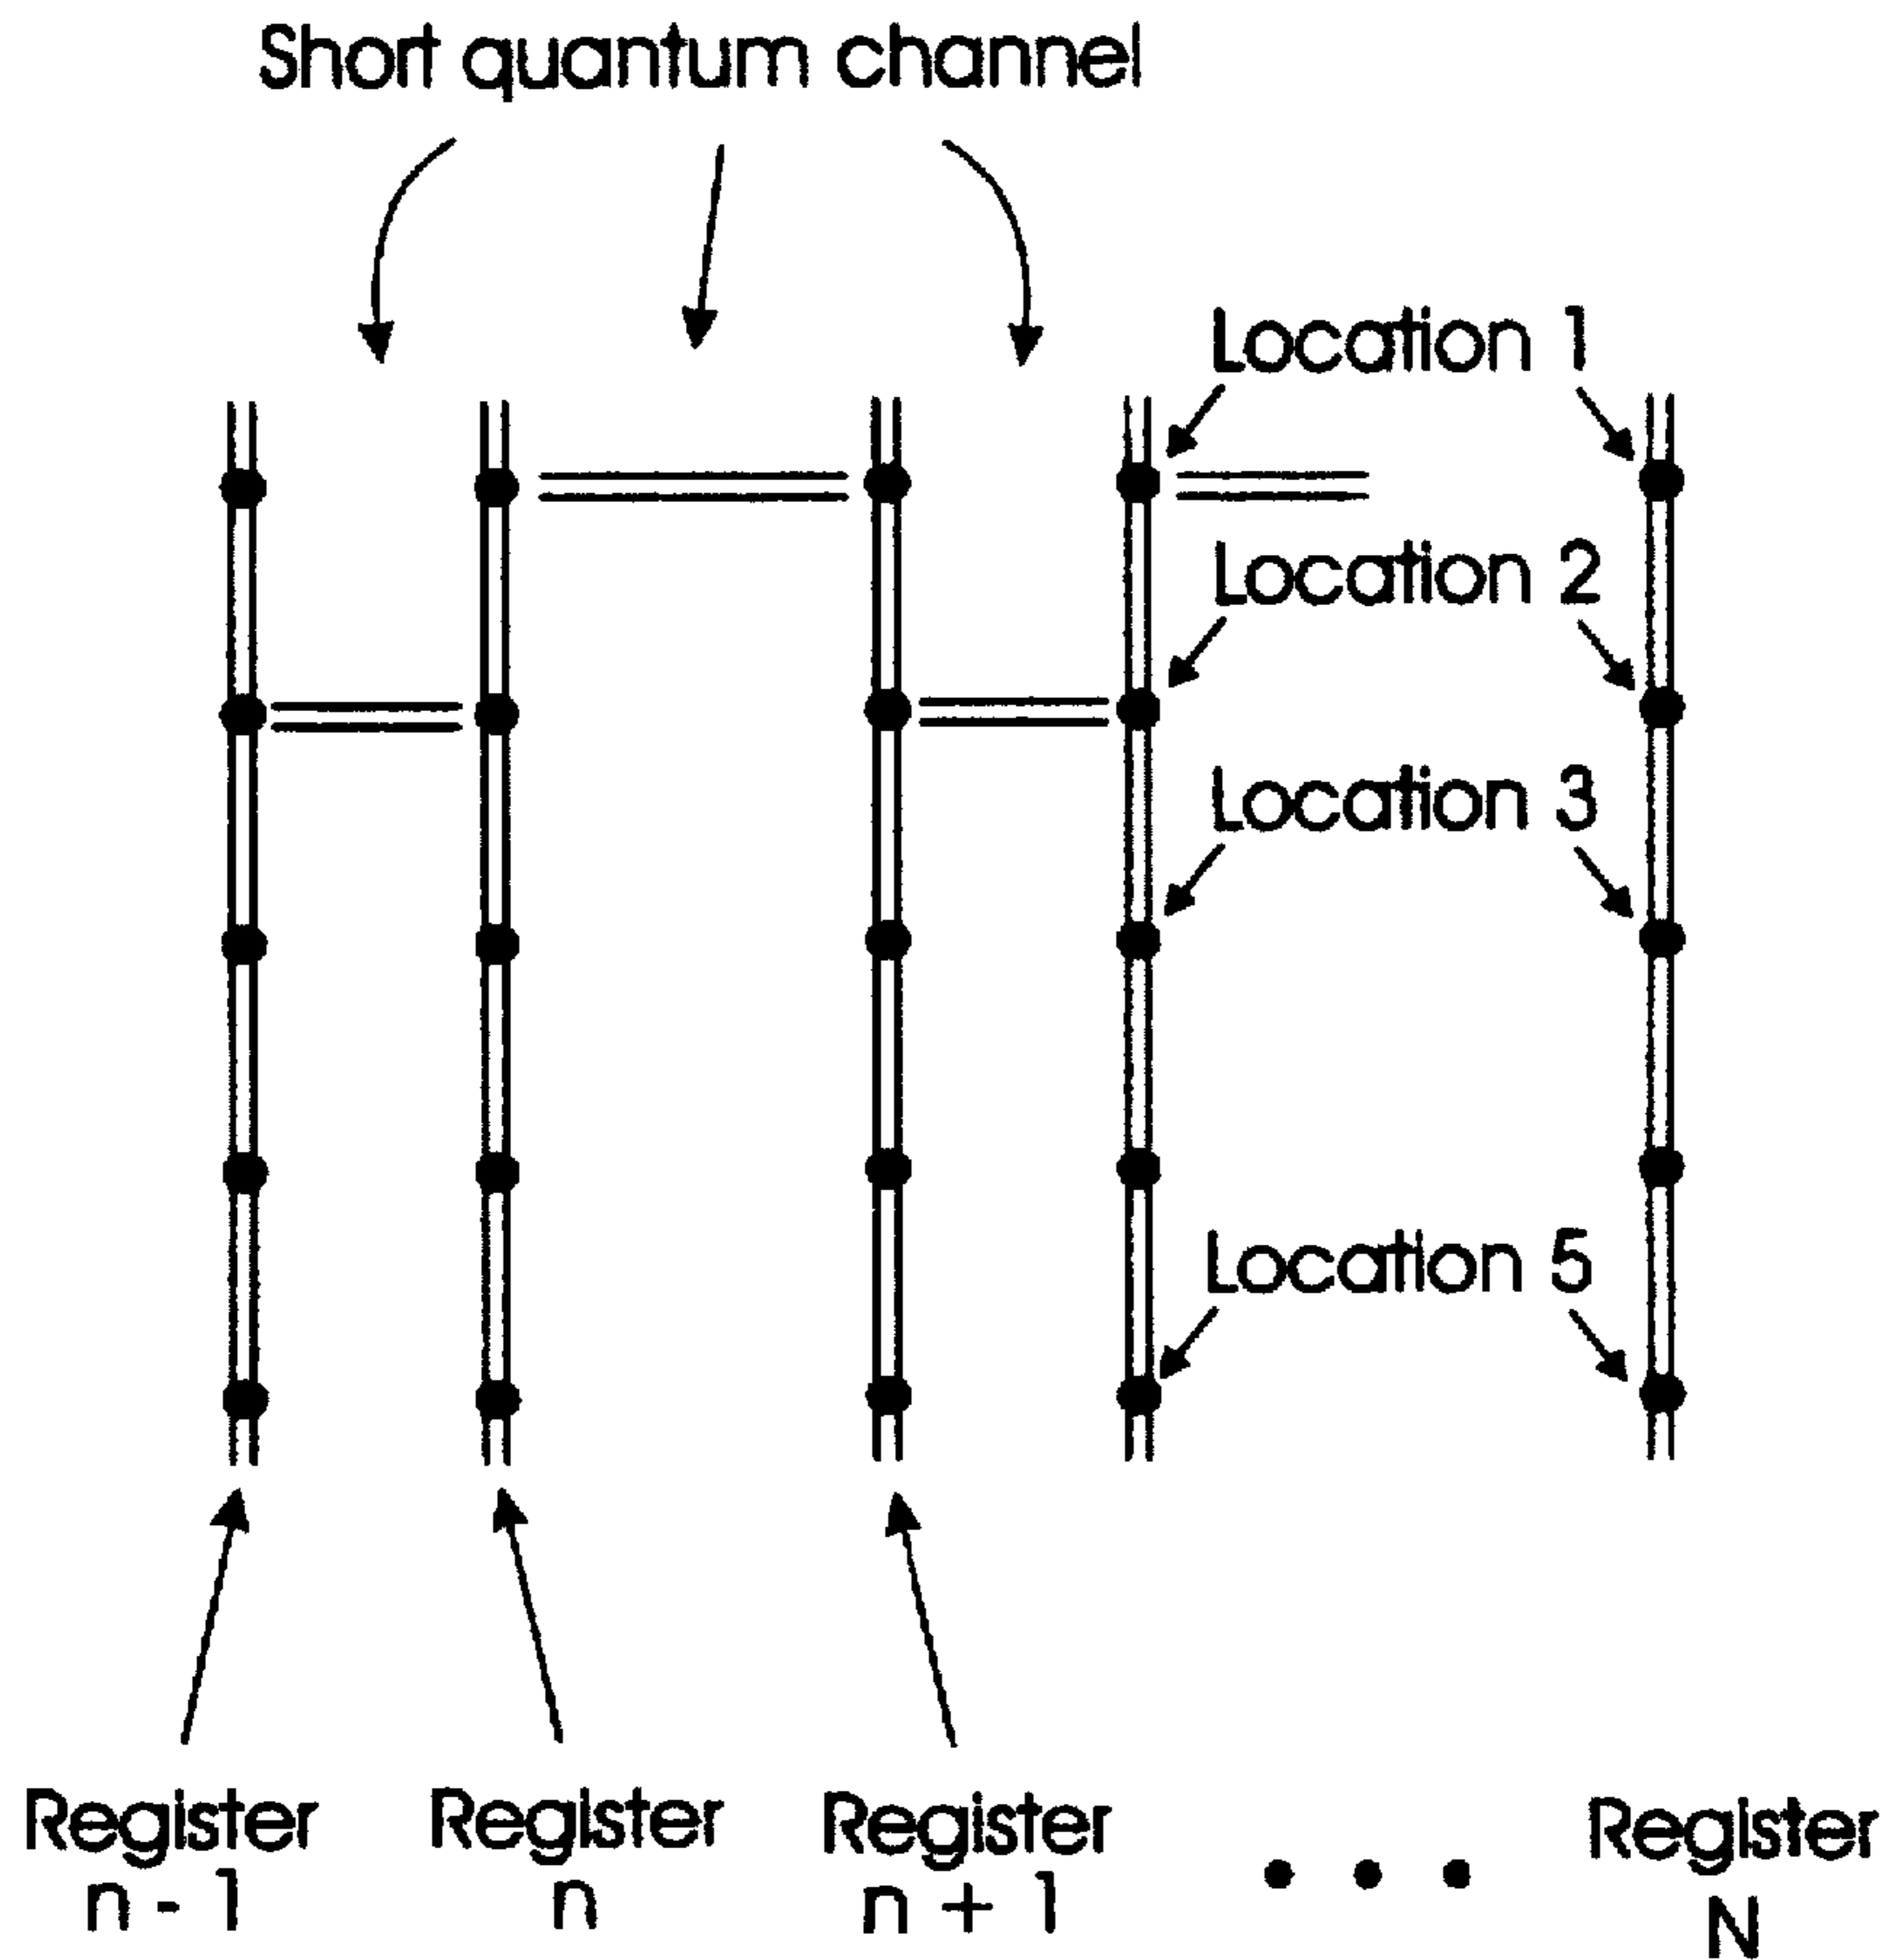 Short quantum channel
Location 1
Location 2
Location 3
Location 5
Register
n - 1
Register
n
Register
n + 1
• • •
Register
N